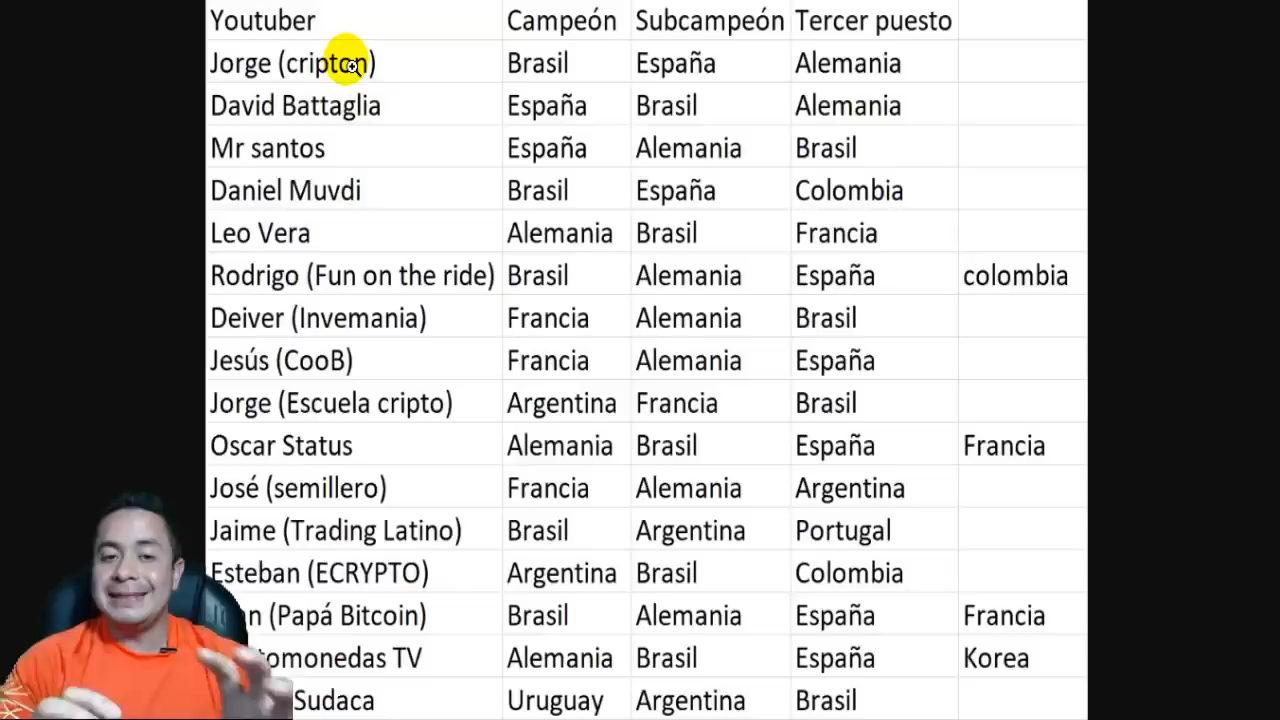 Youtuber Campeón Subcampeón Tercer puesto
Jorge (cripton) Brasil España Alemania
David Battaglia España Brasil Alemania
Mr santos España Alemania Brasil
Daniel Muvdi Brasil España Colombia
Leo Vera Alemania Brasil Francia
Rodrigo (Fun on the ride) Brasil Alemania España colombia
Deiver (Invemania) Francia Alemania Brasil
Jesús (CooB) Francia Alemania España
Jorge (Escuela cripto) Argentina Francia Brasil
Oscar Status Alemania Brasil España Francia
José (semillero) Francia Alemania Argentina
Jaime (Trading Latino) Brasil Argentina Portugal
Esteban (ECRYPTO) Argentina Brasil Colombia
(Papá Bitcoin) Brasil Alemania España Francia
TV Alemania Brasil España Korea
Sudaca Uruguay Argentina Brasil